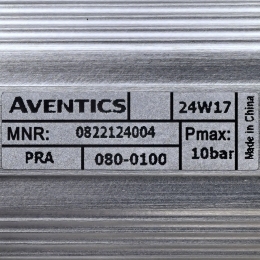 AVENTICS 24W17
MNR: 0822124004 Pmax:
PRA 080-0100 10bar
Made in China